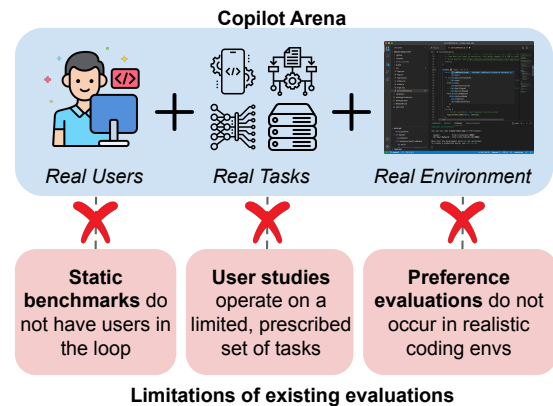 Copilot Arena
Real Users
Real Tasks
Real Environment
Static
benchmarks do
not have users in
the loop
User studies
operate on a
limited, prescribed
set of tasks
Preference
evaluations do not
occur in realistic
coding envs
Limitations of existing evaluations